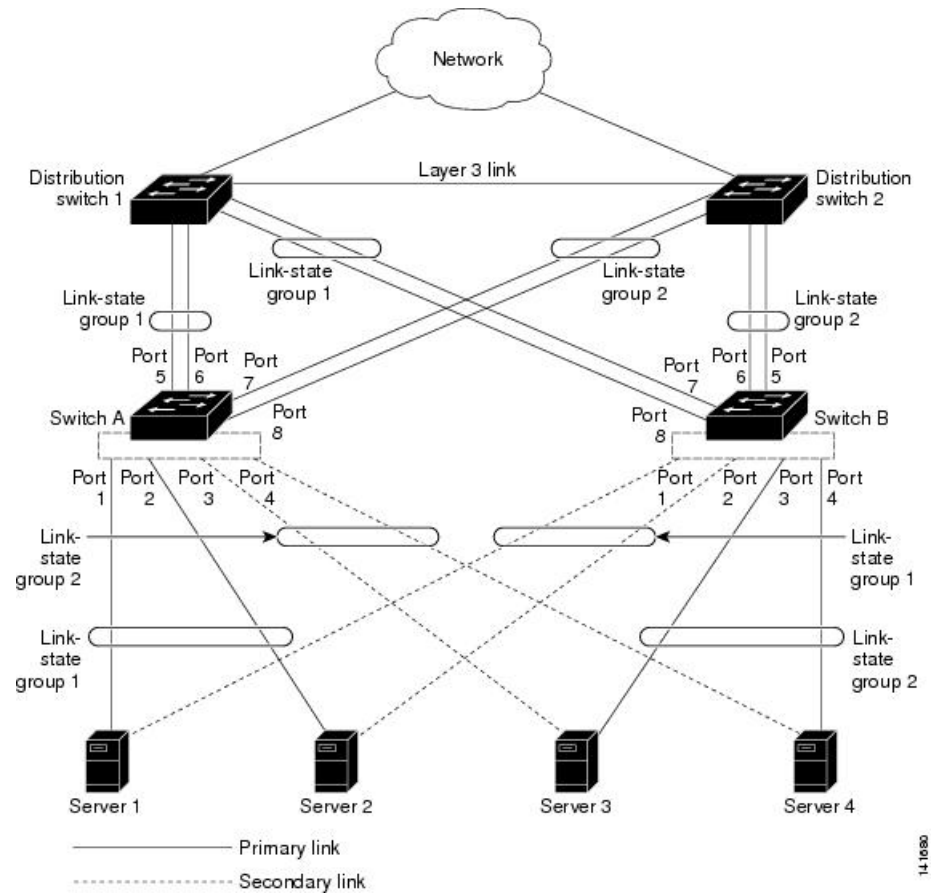 Network
Layer 3 link
Distribution
switch 1
Distribution
switch 2
Link-state
group 1
Link-state
group 2
Link-state
group 1
Link-state
group 2
Port
5
Port
6
Port
7
Port
8
Switch A
Port
7
Port
6
Port
5
Port
8
Switch B
Port
1
Port
2
Port
3
Port
4
Port
1
Port
2
Port
3
Port
4
Link-
state
group 2
Link-
state
group 1
Link-
state
group 1
Link-
state
group 2
Server 1
Server 2
Server 3
Server 4
Primary link
Secondary link
141680